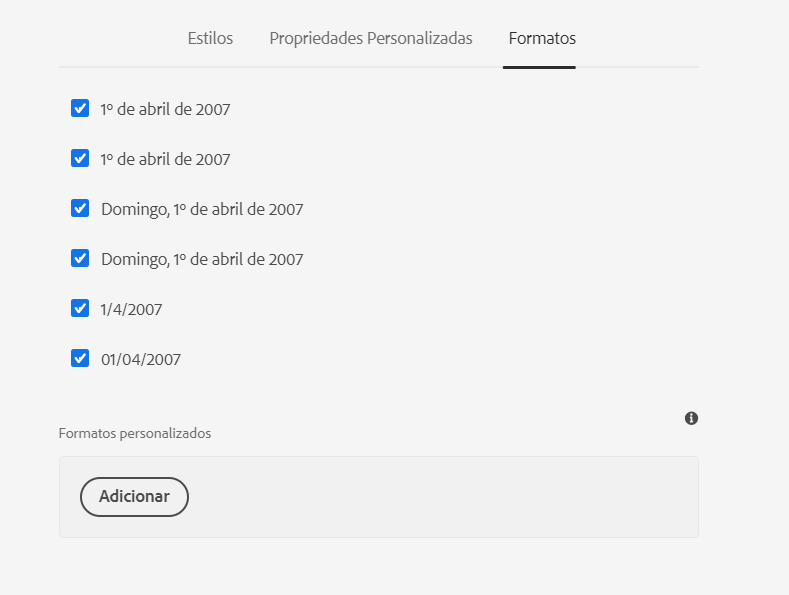 Estilos Propriedades Personalizadas Formatos
1º de abril de 2007
1º de abril de 2007
Domingo, 1º de abril de 2007
Domingo, 1º de abril de 2007
1/4/2007
01/04/2007
Formatos personalizados
Adicionar